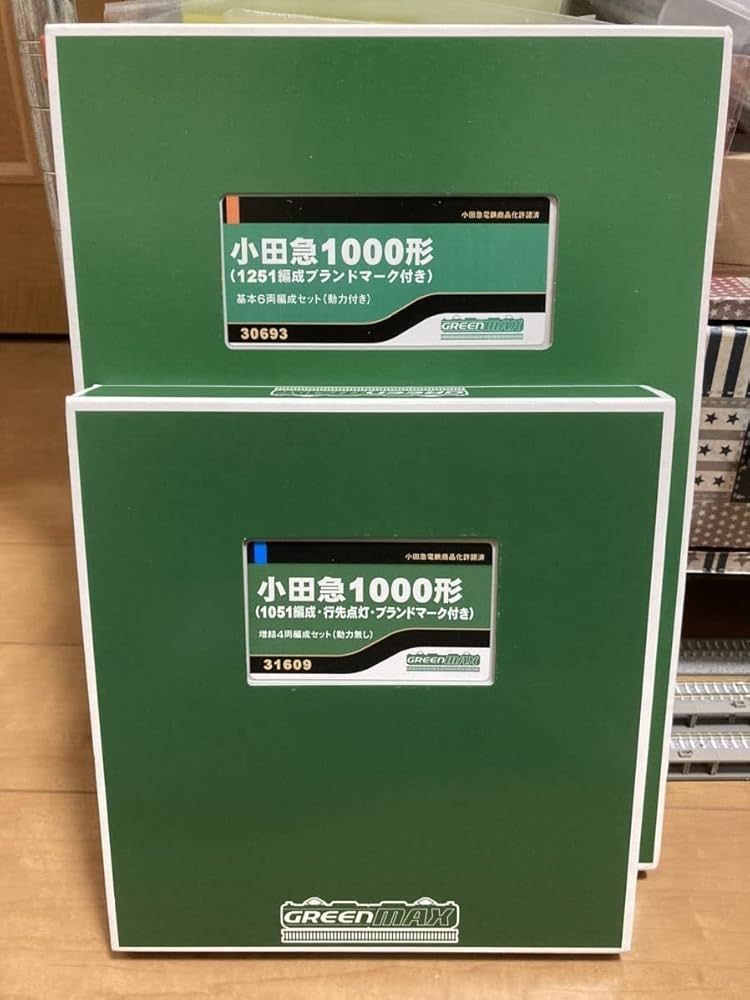 小田急電鉄商品化許諾済
小田急1000形
(1251編成ブランドマーク付き)
基本6両編成セット(動力付き)
30693
GREENMAX
GREENMAX
小田急電鉄商品化許諾済
小田急1000形
(1051編成・行先点灯・ブランドマーク付き)
増結4両編成セット(動力無し)
31609
GREENMAX
GREENMAX